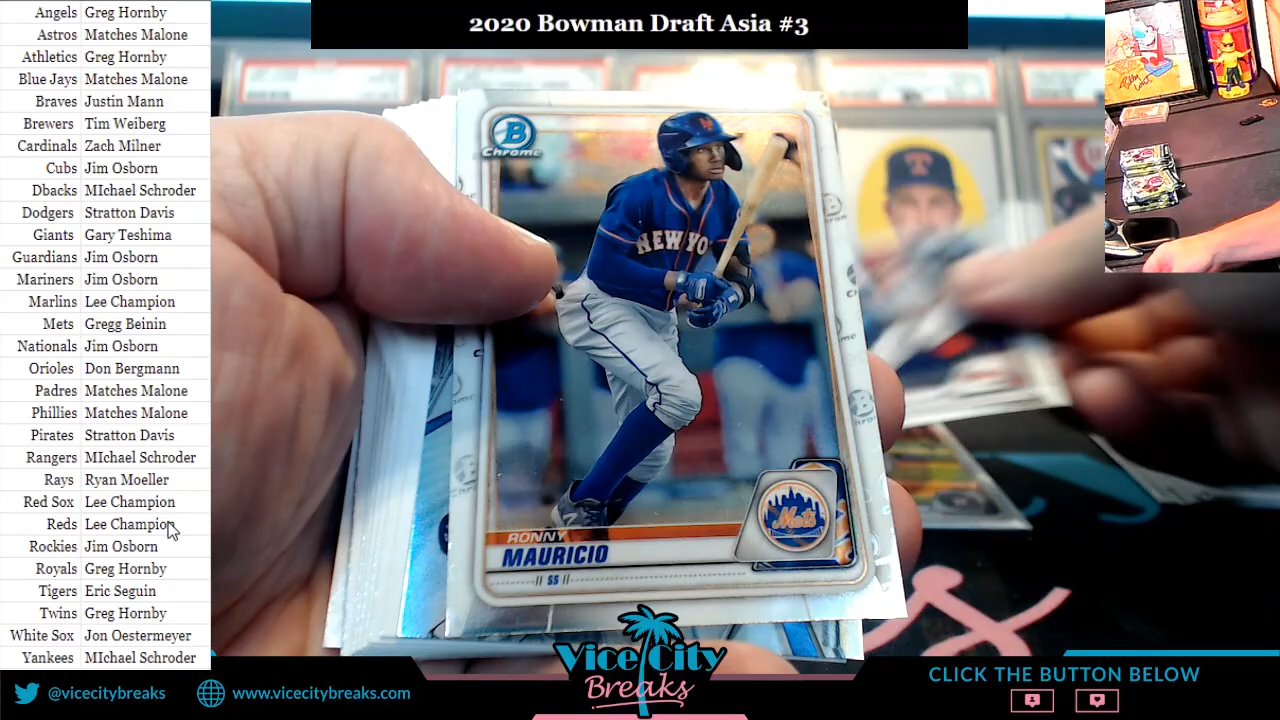 2020 Bowman Draft Asia #3
Angels Greg Hornby
Astros Matches Malone
Athletics Greg Hornby
Blue Jays Matches Malone
Braves Justin Mann
Brewers Tim Weiberg
Cardinals Zach Milner
Cubs Jim Osborn
Dbacks MIchael Schroder
Dodgers Stratton Davis
Giants Gary Teshima
Guardians Jim Osborn
Mariners Jim Osborn
Marlins Lee Champion
Mets Gregg Beinin
Nationals Jim Osborn
Orioles Don Bergmann
Padres Matches Malone
Phillies Matches Malone
Pirates Stratton Davis
Rangers MIchael Schroder
Rays Ryan Moeller
Red Sox Lee Champion
Reds Lee Champion
Rockies Jim Osborn
Royals Greg Hornby
Tigers Eric Seguin
Twins Greg Hornby
White Sox Jon Oestermeyer
Yankees MIchael Schroder
B
Chrome
NEW YO
Mets
RONNY
MAURICIO
SS
T
Vice City
Breaks
@vicecitybreaks
www.vicecitybreaks.com
CLICK THE BUTTON BELOW